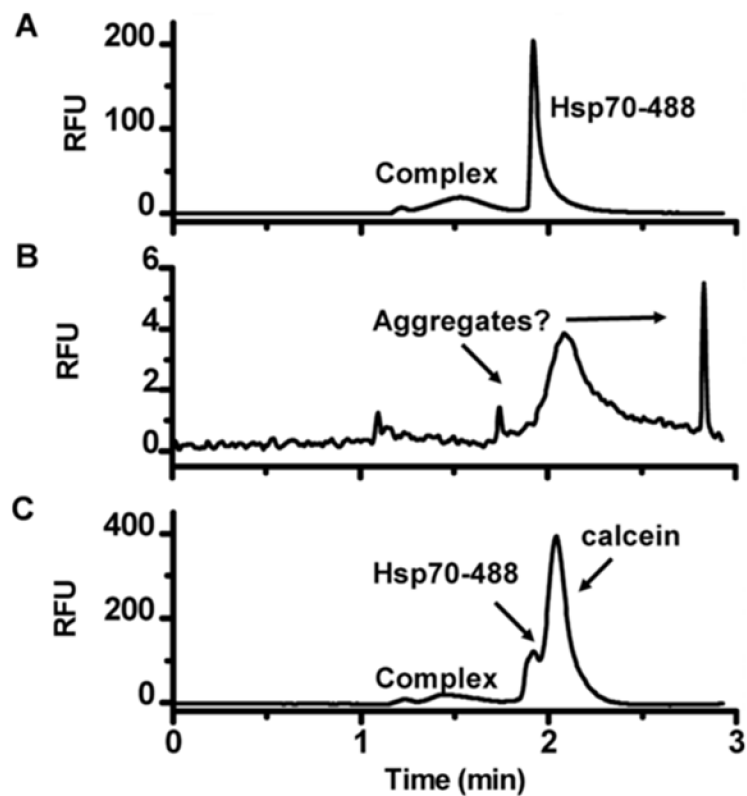 A
200
100
0
RFU
Complex
Hsp70-488
B
6
4
2
0
RFU
Aggregates?
C
400
200
0
RFU
Hsp70-488
calcein
Complex
0 1 2 3
Time (min)